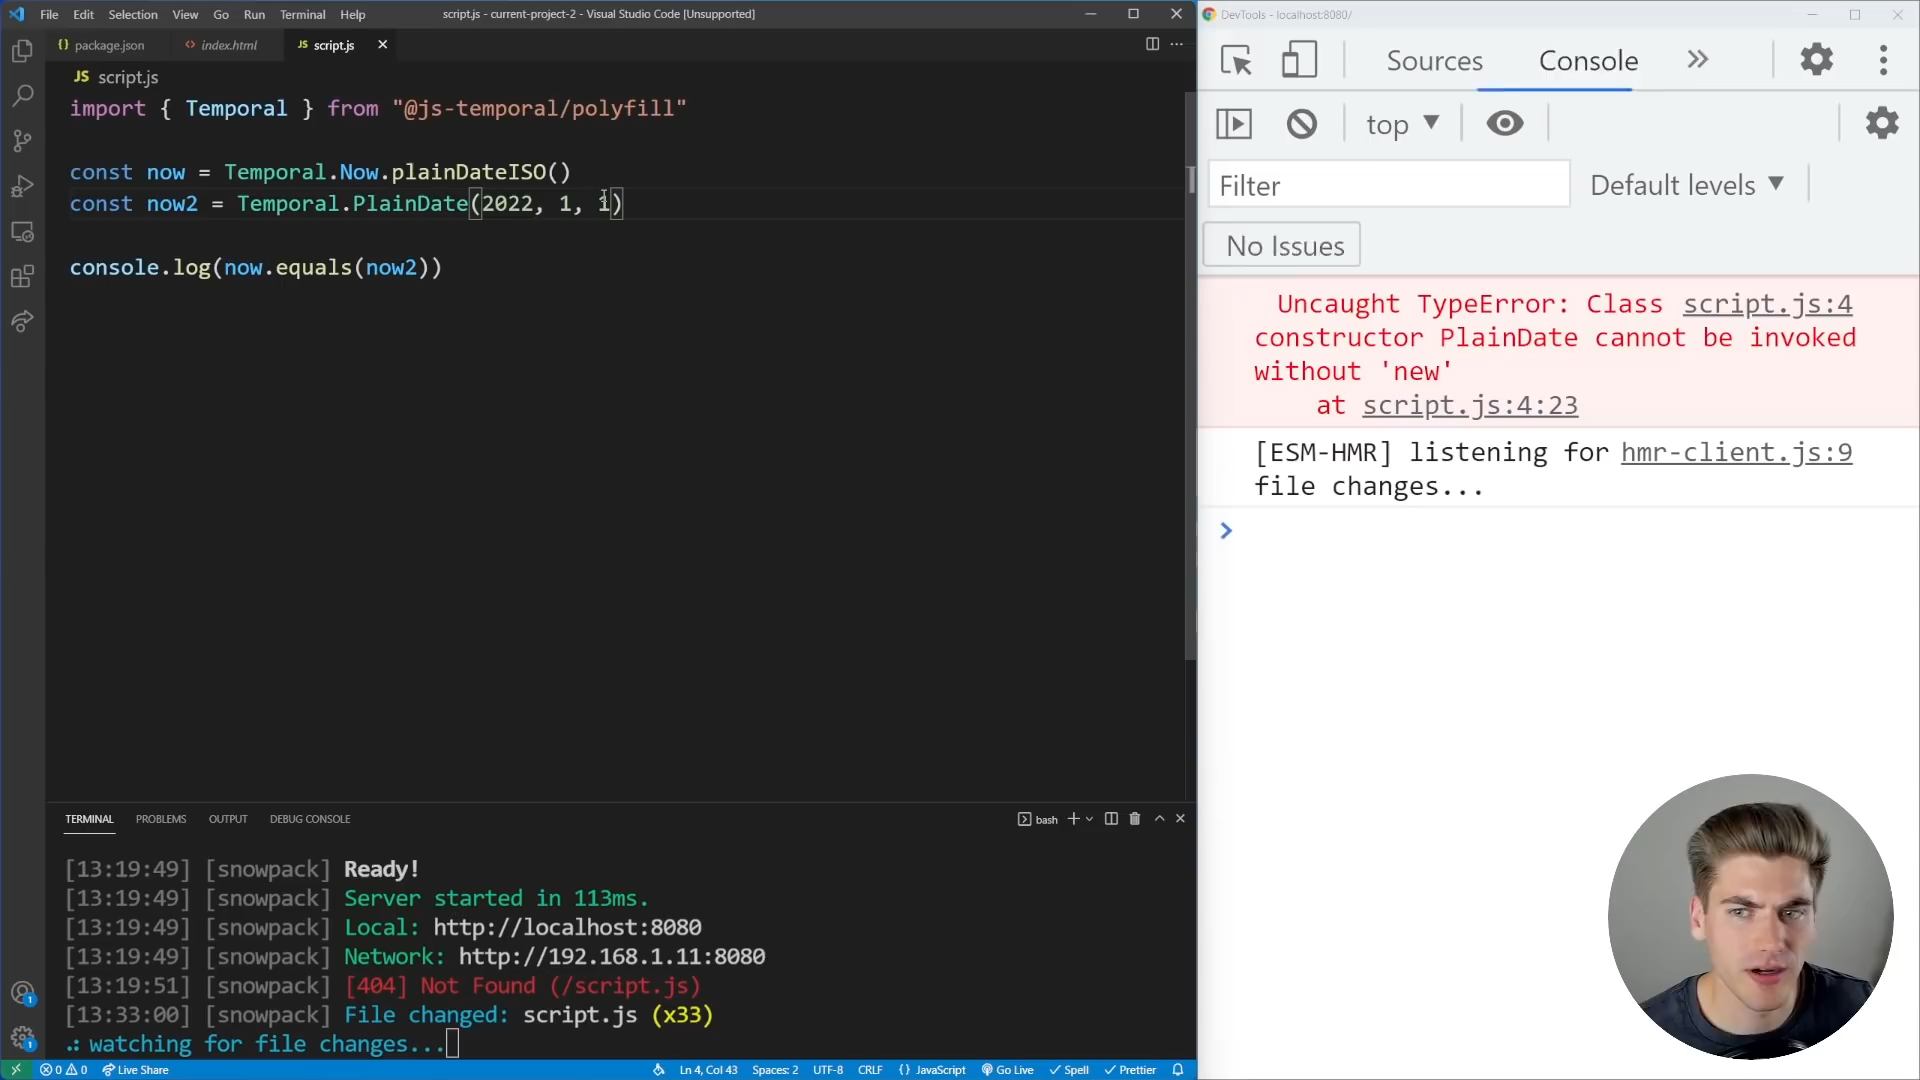 File Edit Selection View Go Run Terminal Help
script.js - current-project-2 - Visual Studio Code [Unsupported]
DevTools - localhost:8080/
{} package.json
<> index.html
JS script.js
JS script.js
import { Temporal } from "@js-temporal/polyfill"
const now = Temporal.Now.plainDateISO()
const now2 = Temporal.PlainDate(2022, 1, 1)
console.log(now.equals(now2))
TERMINAL PROBLEMS OUTPUT DEBUG CONSOLE
bash
[13:19:49] [snowpack] Ready!
[13:19:49] [snowpack] Server started in 113ms.
[13:19:49] [snowpack] Local: http://localhost:8080
[13:19:49] [snowpack] Network: http://192.168.1.11:8080
[13:19:51] [snowpack] [404] Not Found (/script.js)
[13:33:00] [snowpack] File changed: script.js (x33)
watching for file changes...
1
1
0 0 Live Share
Ln 4, Col 43 Spaces: 2 UTF-8 CRLF {} JavaScript Go Live Spell Prettier
Sources Console
top
Filter
Default levels
No Issues
Uncaught TypeError: Class script.js:4
constructor PlainDate cannot be invoked
without 'new'
at script.js:4:23
[ESM-HMR] listening for hmr-client.js:9
file changes...